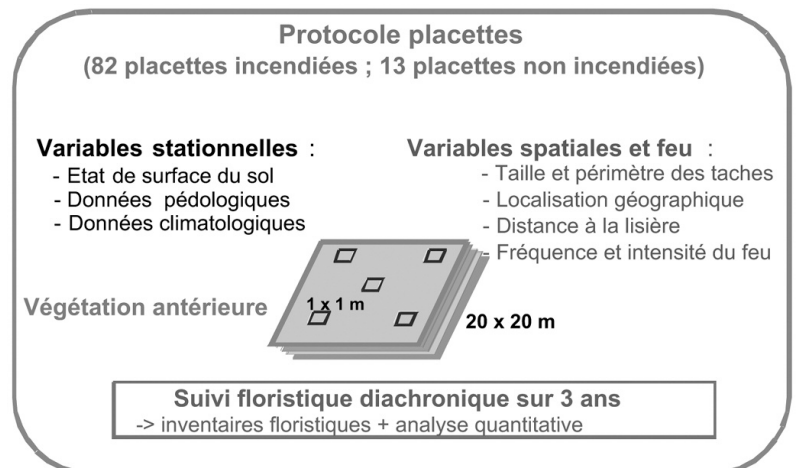 Protocole placettes
(82 placettes incendiées ; 13 placettes non incendiées)
Variables stationnelles :
- Etat de surface du sol
- Données pédologiques
- Données climatologiques
Variables spatiales et feu :
- Taille et périmètre des taches
- Localisation géographique
- Distance à la lisière
- Fréquence et intensité du feu
Végétation antérieure
1 x 1 m
20 x 20 m
Suivi floristique diachronique sur 3 ans
-> inventaires floristiques + analyse quantitative